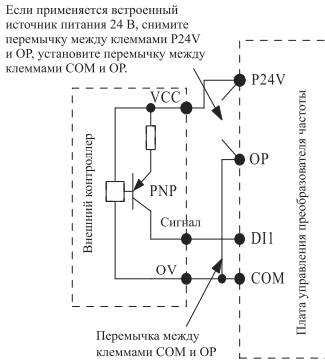 Если применяется встроенный
источник питания 24 В, снимите
перемычку между клеммами P24V
и OP, установите перемычку между
клеммами COM и OP.
VCC
P24V
OP
PNP
Сигнал
DI1
OV
COM
Внешний контроллер
Плата управления преобразователя частоты
Перемычка между
клеммами COM и OP